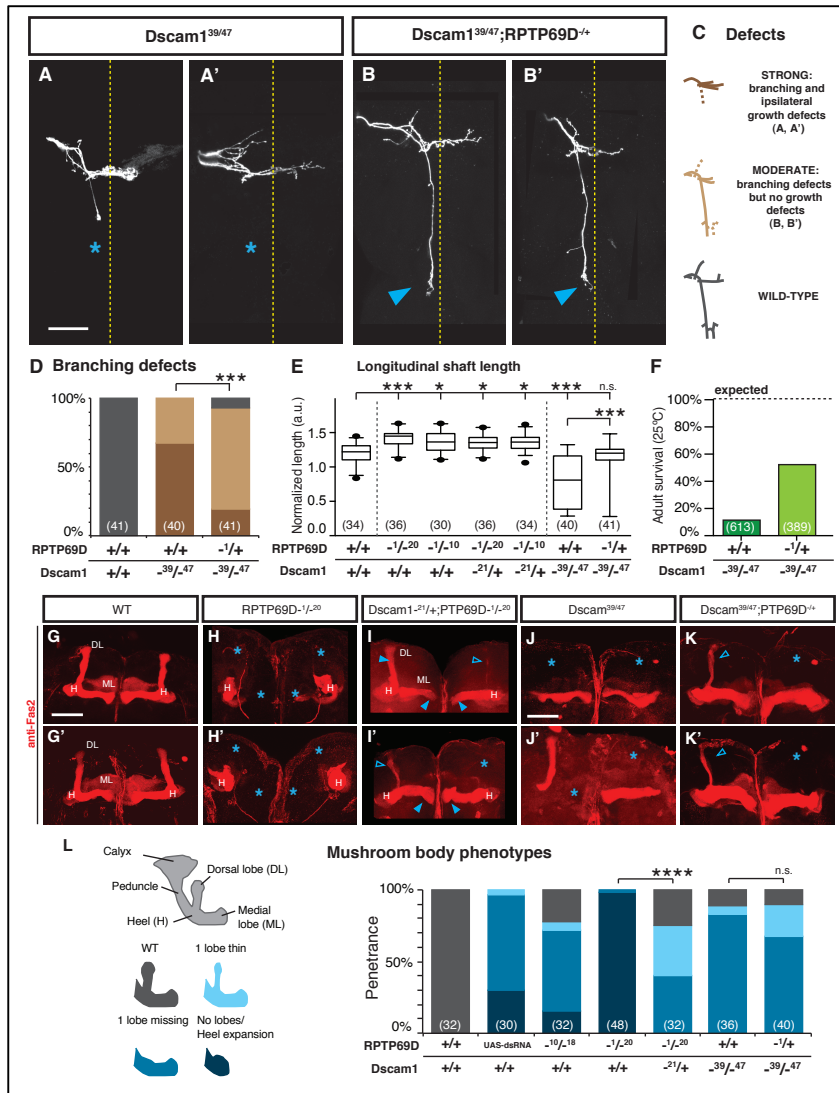 Dscam139/47
Dscam139/47;RPTP69D-/+
C Defects
A
A'
B
B'
*
*
STRONG:
branching and
ipsilateral
growth defects
(A, A')
MODERATE:
branching defects
but no growth
defects
(B, B')
WILD-TYPE
D Branching defects
***
100%
50%
0%
(41) (40) (41)
RPTP69D +/+ +/+ -1/+
Dscam1 +/+ -39/-47 -39/-47
E Longitudinal shaft length
*** * * * *** n.s.
***
Normalized length (a.u.)
1.5
1.0
0.5
0.0
(34) (36) (30) (36) (34) (40) (41)
+/+ -1/-20 -1/-10 -1/-20 -1/-10 +/+ -1/+
+/+ +/+ +/+ -21/+ -21/+ -39/-47 -39/-47
F
expected
Adult survival (25°C)
100%
80%
60%
40%
20%
0%
(613) (389)
RPTP69D +/+ -1/+
Dscam1 -39/-47 -39/-47
WT
RPTP69D-1/-20
Dscam1-21/+;PTP69D-1/-20
Dscam39/47
Dscam39/47;PTP69D-/+
anti-Fas2
G DL ML H H
H * * H H * *
I DL ML H
J * *
K *
G' DL ML H H
H' * * H H * *
I' * H H
J' * *
K' *
L
Calyx
Peduncle
Heel (H)
Dorsal lobe (DL)
Medial
lobe (ML)
WT
1 lobe thin
1 lobe missing
No lobes/
Heel expansion
Mushroom body phenotypes
**** n.s.
Penetrance
100%
50%
0%
(32) (30) (32) (48) (32) (36) (40)
RPTP69D +/+ UAS-dsRNA -10/-18 -1/-20 -1/-20 +/+ -1/+
Dscam1 +/+ +/+ +/+ +/+ -21/+ -39/-47 -39/-47